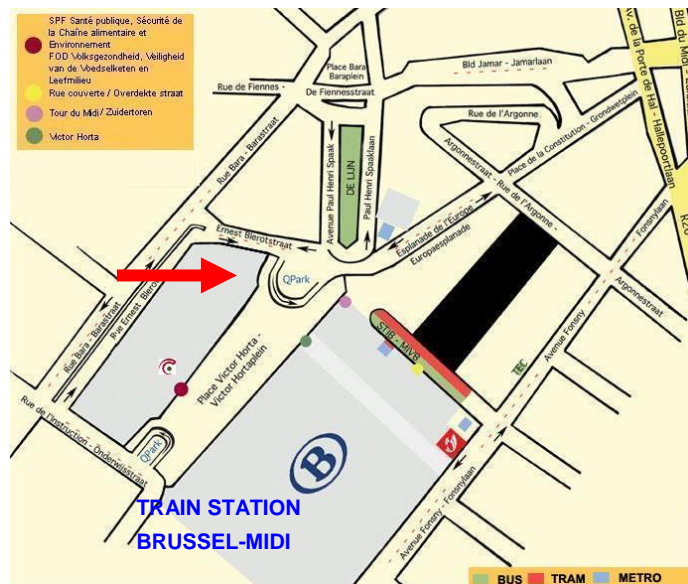 SPF Santé publique, Sécurité de
la Chaîne alimentaire et
Environnement
FOD Volksgezondheid, Veiligheid
van de Voedselketen en
Leefmilieu
Rue couverte / Overdekte straat
Tour du Midi / Zuidertoren
Victor Horta
Place Bara
Baraplein
Rue de Fiennes -
De Fiennesstraat
Bld Jamar - Jamarlaan
Av. de la Porte de Hal - Hallepoortlaan
Bld du Midi -
R20
Rue de l'Argonne
Place de la Constitution - Grondwetplein
Argonnestraat - Rue de l'Argonne -
Argonnestraat
Fonsnylaan
Avenue Fonsny
Rue Bara - Barastraat
Avenue Paul Henri Spaak
DE LIJN
Paul Henri Spaaklaan
Ernest Blerotstraat
Esplanade de l'Europe
Europaesplanade
QPark
Rue Ernest Blerot
Rue Bara - Barastraat
Place Victor Horta -
Victor Hortaplein
STIB - MIVB
TEC
Rue de l'Instruction - Onderwijsstraat
QPark
B
TRAIN STATION
BRUSSEL-MIDI
Avenue Fonsny - Fonsnylaan
BUS TRAM METRO